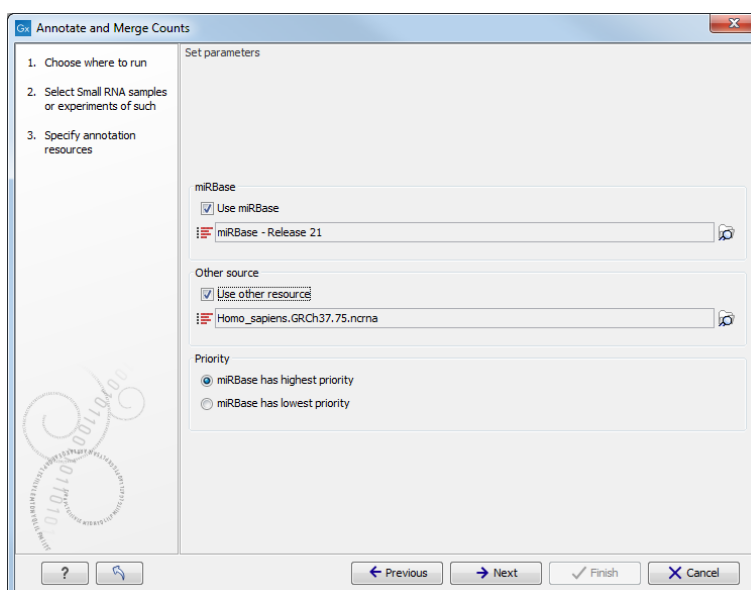 Gx Annotate and Merge Counts
1. Choose where to run
2. Select Small RNA samples
or experiments of such
3. Specify annotation
resources
Set parameters
miRBase
Use miRBase
miRBase - Release 21
Other source
Use other resource
Homo_sapiens.GRCh37.75.ncrna
Priority
miRBase has highest priority
miRBase has lowest priority
?
Previous
Next
Finish
Cancel